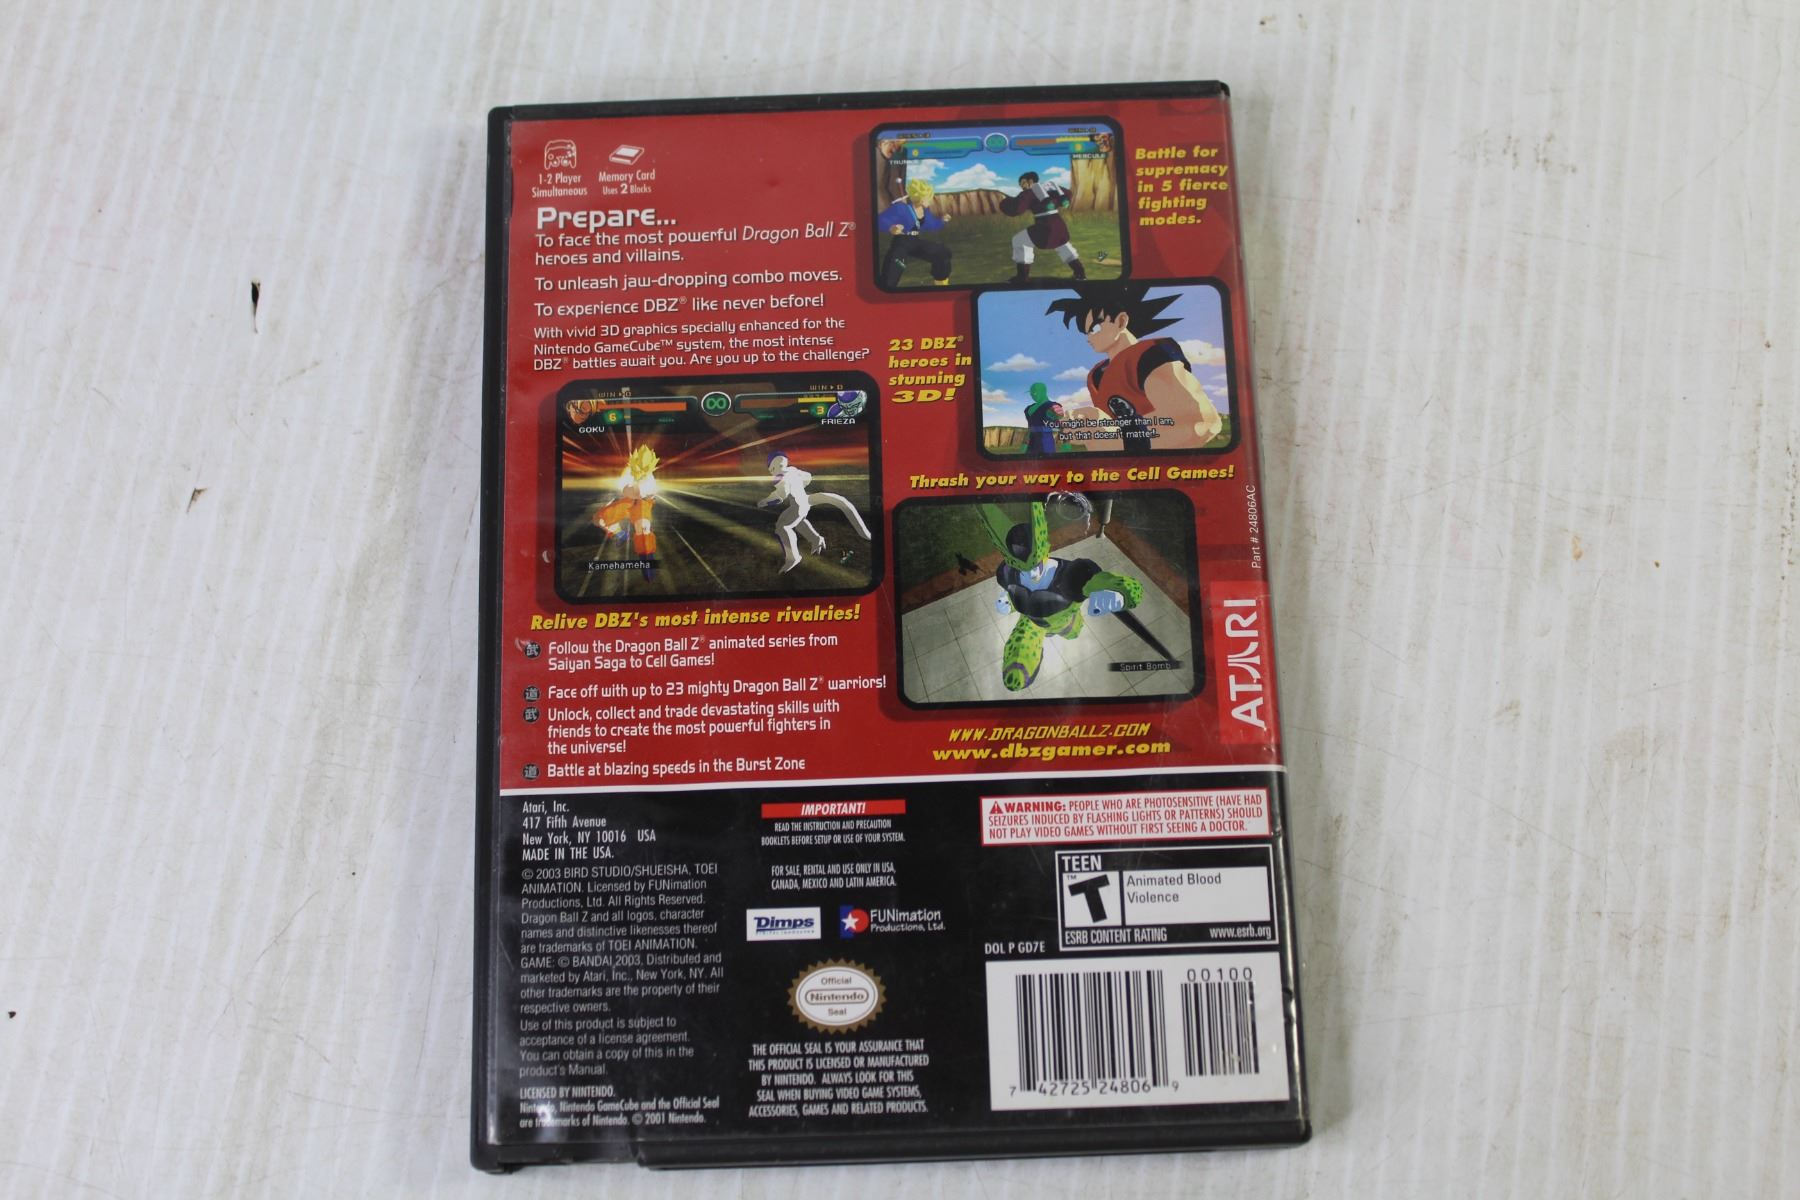 1-2 Player
Simultaneous
Memory Card
Uses 2 Blocks
Prepare...
To face the most powerful Dragon Ball Z®
heroes and villains.
To unleash jaw-dropping combo moves.
To experience DBZ® like never before!
With vivid 3D graphics specially enhanced for the
Nintendo GameCube™ system, the most intense
DBZ® battles await you. Are you up to the challenge?
MERCULE
Battle for
supremacy
in 5 fierce
fighting
modes.
23 DBZ®
heroes in
stunning
3D!
You might be stronger than I am,
but that doesn't matter!
WIN
WIN
6
3
GOKU
FRIEZA
Kamehameha
Relive DBZ's most intense rivalries!
Thrash your way to the Cell Games!
Spirit Bomb
Part # 24806AC
ATARI
Follow the Dragon Ball Z® animated series from
Saiyan Saga to Cell Games!
Face off with up to 23 mighty Dragon Ball Z® warriors!
Unlock, collect and trade devastating skills with
friends to create the most powerful fighters in
the universe!
Battle at blazing speeds in the Burst Zone
WWW.DRAGONBALLZ.COM
www.dbzgamer.com
Atari, Inc.
417 Fifth Avenue
New York, NY 10016 USA
MADE IN THE USA.
© 2003 BIRD STUDIO/SHUEISHA, TOEI
ANIMATION. Licensed by FUNimation
Productions, Ltd. All Rights Reserved.
Dragon Ball Z and all logos, character
names and distinctive likenesses thereof
are trademarks of TOEI ANIMATION.
GAME: © BANDAI 2003. Distributed and
marketed by Atari, Inc., New York, NY. All
other trademarks are the property of their
respective owners.
Use of this product is subject to
acceptance of a license agreement.
You can obtain a copy of this in the
product's Manual.
LICENSED BY NINTENDO.
Nintendo, Nintendo GameCube and the Official Seal
are trademarks of Nintendo. © 2001 Nintendo.
IMPORTANT!
READ THE INSTRUCTION AND PRECAUTION
BOOKLETS BEFORE SETUP OR USE OF YOUR SYSTEM.
FOR SALE, RENTAL AND USE ONLY IN USA,
CANADA, MEXICO AND LATIN AMERICA.
Dimps
FUNimation
Productions, Ltd.
Official
Nintendo
Seal
THE OFFICIAL SEAL IS YOUR ASSURANCE THAT
THIS PRODUCT IS LICENSED OR MANUFACTURED
BY NINTENDO. ALWAYS LOOK FOR THIS
SEAL WHEN BUYING VIDEO GAME SYSTEMS,
ACCESSORIES, GAMES AND RELATED PRODUCTS.
WARNING: PEOPLE WHO ARE PHOTOSENSITIVE (HAVE HAD
SEIZURES INDUCED BY FLASHING LIGHTS OR PATTERNS) SHOULD
NOT PLAY VIDEO GAMES WITHOUT FIRST SEEING A DOCTOR.
TEEN
T™
Animated Blood
Violence
ESRB CONTENT RATING www.esrb.org
DOL P GD7E
00100
7 42725 24806 9